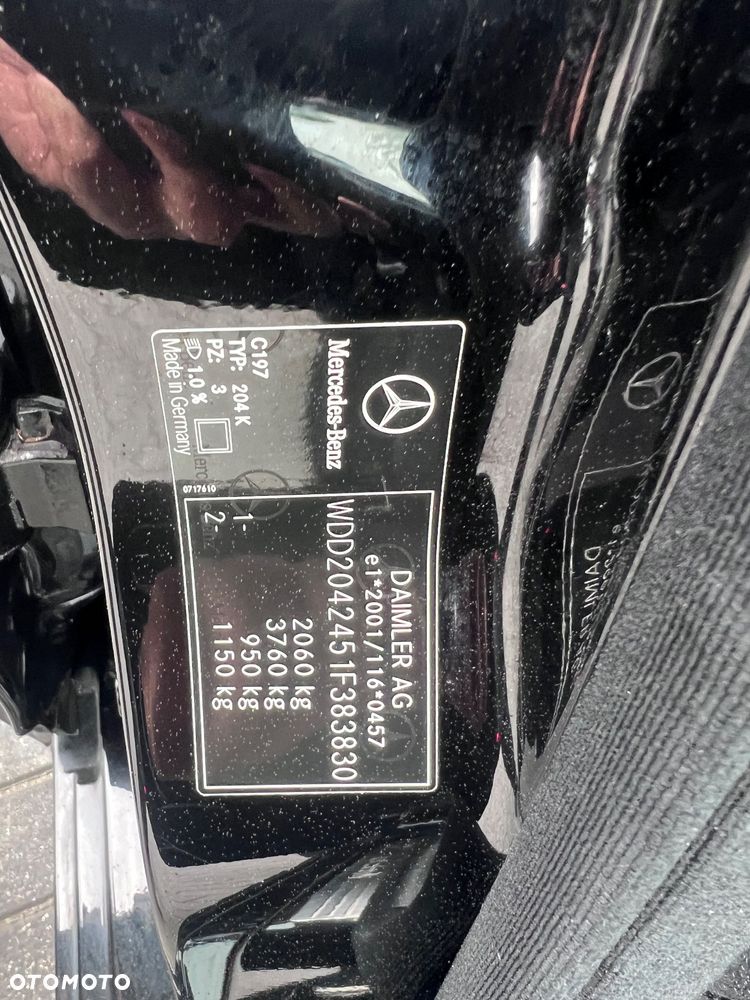 Mercedes-Benz
C197
TYP: 204 K
PZ: 3
1.0 %
Made in Germany
0717610
DAIMLER AG
e1*2001/116*0457
WDD2042451F383830
2060 kg
3760 kg
1- 950 kg
2- 1150 kg
OTOMOTO